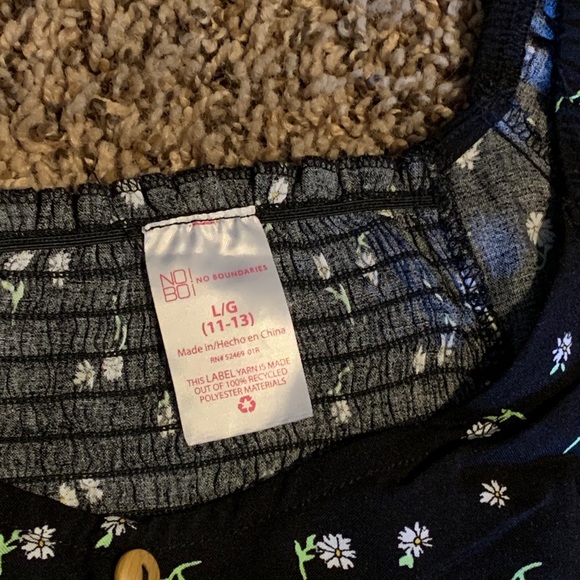 NO
BO
NO BOUNDARIES
L/G
(11-13)
Made in/Hecho en China
RN# 52469 01R
THIS LABEL YARN IS MADE
OUT OF 100% RECYCLED
POLYESTER MATERIALS